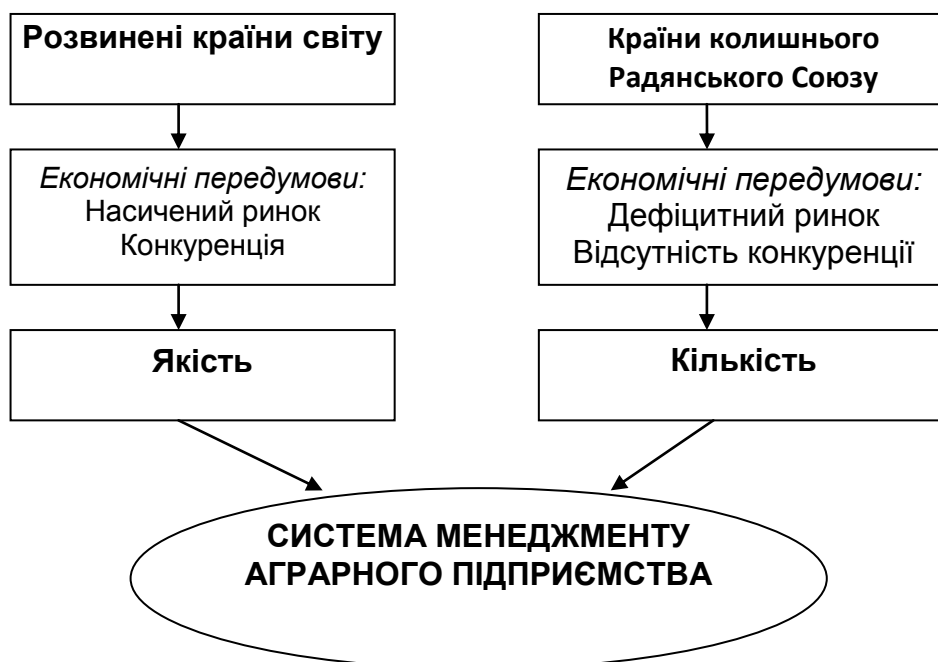 Розвинені країни світу
Країни колишнього
Радянського Союзу
Економічні передумови:
Насичений ринок
Конкуренція
Економічні передумови:
Дефіцитний ринок
Відсутність конкуренції
Якість
Кількість
СИСТЕМА МЕНЕДЖМЕНТУ
АГРАРНОГО ПІДПРИЄМСТВА